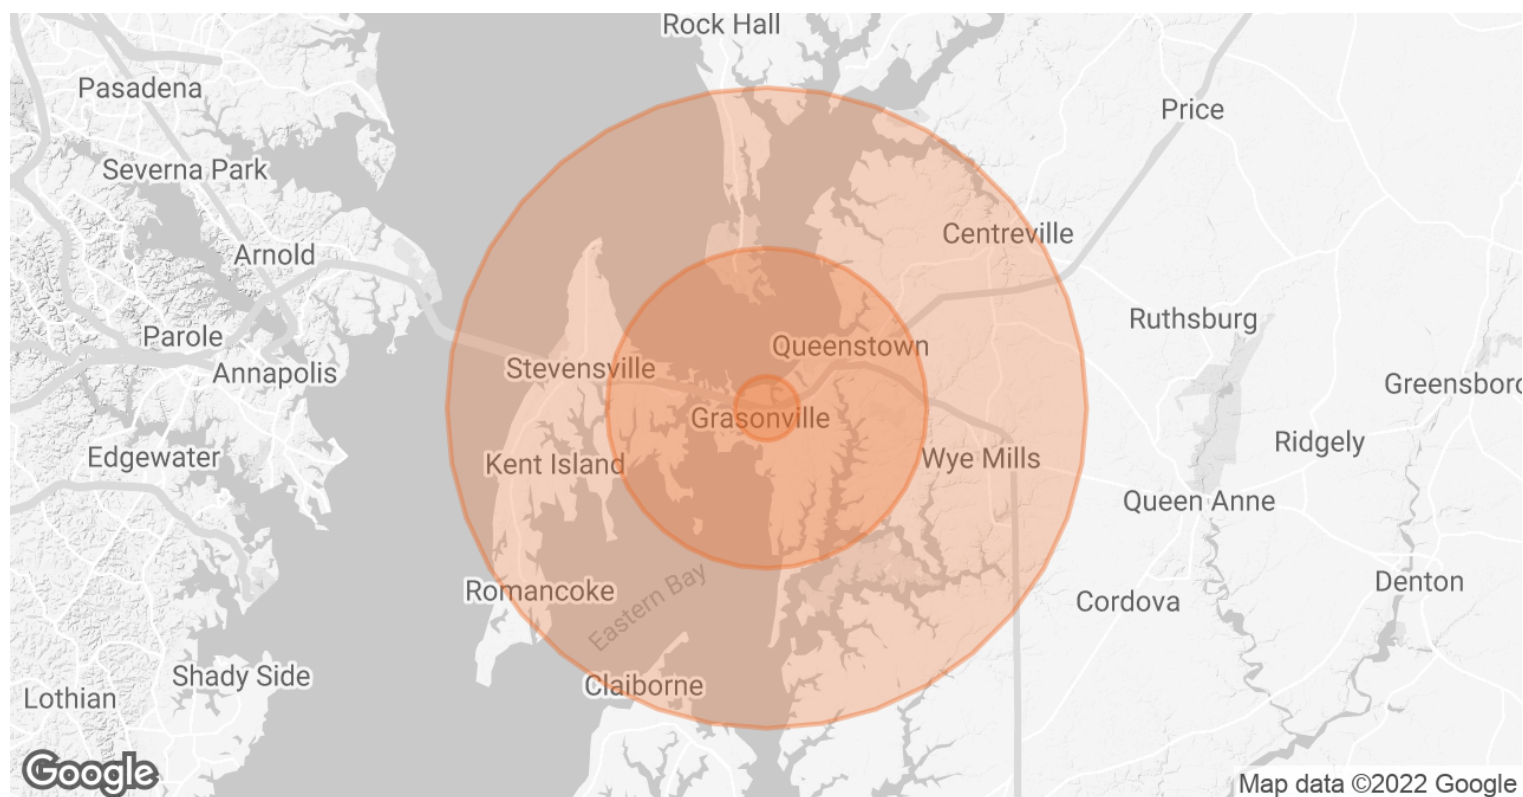 Rock Hall
Pasadena
Price
Severna Park
Centreville
Arnold
Ruthsburg
Parole
Queenstown
Stevensville
Annapolis
Greensboro
Grasonville
Ridgely
Edgewater
Kent Island
Wye Mills
Queen Anne
Denton
Romancoke
Cordova
Eastern Bay
Shady Side
Claiborne
Lothian
Google
Map data ©2022 Google